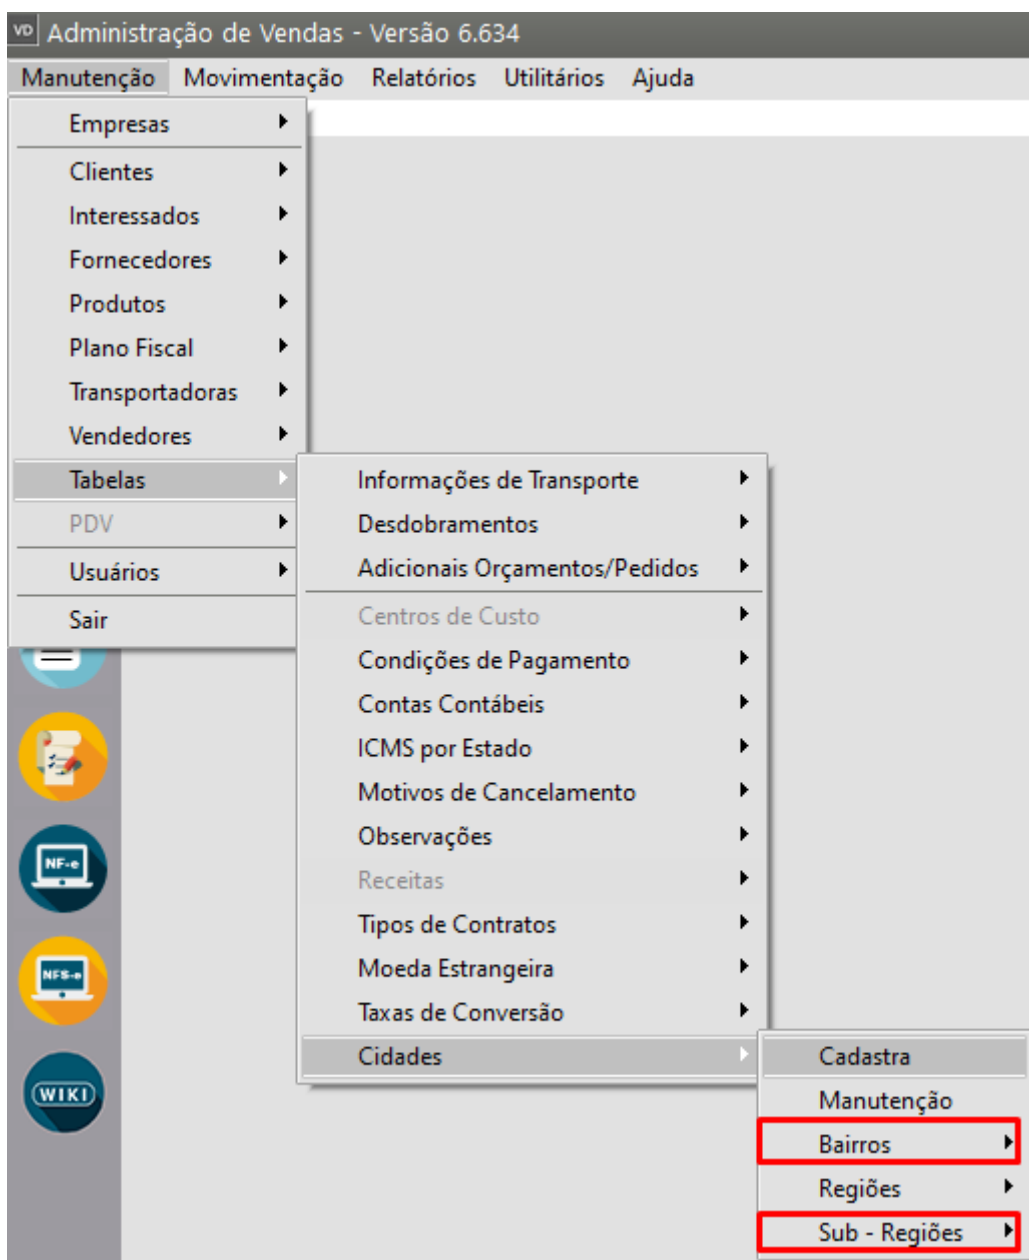 VD Administração de Vendas - Versão 6.634
Manutenção Movimentação Relatórios Utilitários Ajuda
Empresas
Clientes
Interessados
Fornecedores
Produtos
Plano Fiscal
Transportadoras
Vendedores
Tabelas
PDV
Usuários
Sair
Informações de Transporte
Desdobramentos
Adicionais Orçamentos/Pedidos
Centros de Custo
Condições de Pagamento
Contas Contábeis
ICMS por Estado
Motivos de Cancelamento
Observações
Receitas
Tipos de Contratos
Moeda Estrangeira
Taxas de Conversão
Cidades
Cadastra
Manutenção
Bairros
Regiões
Sub - Regiões
NF-e
NFS-e
WIKI